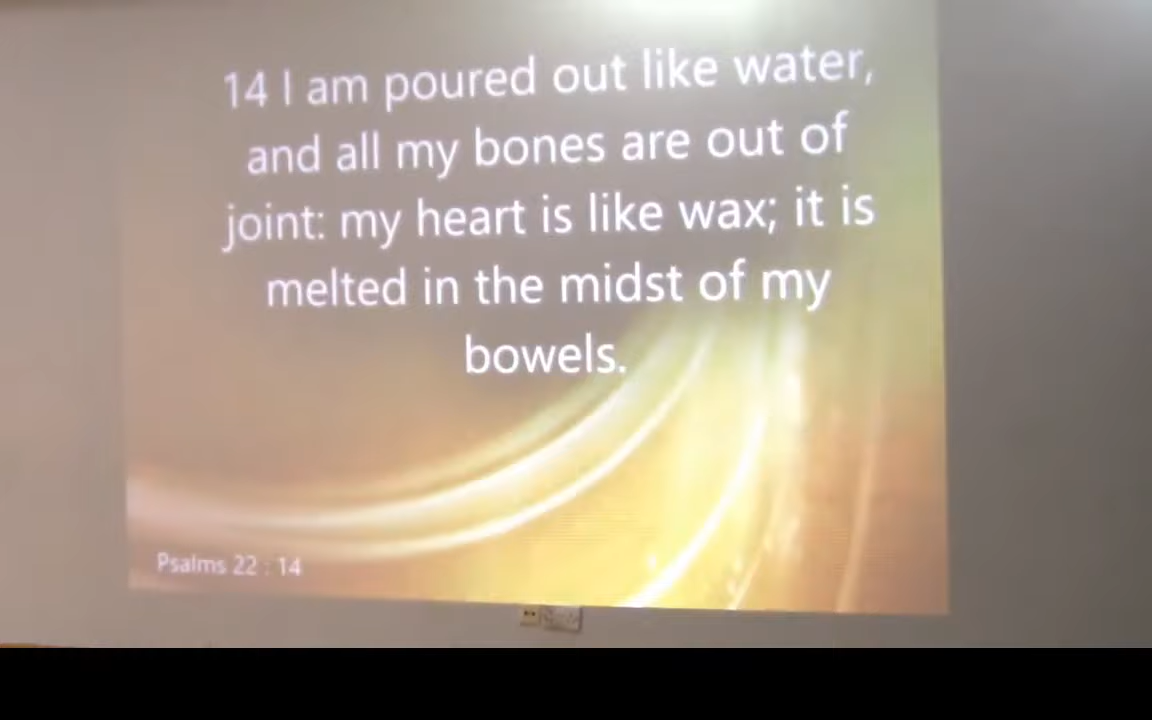 14 I am poured out like water,
and all my bones are out of
joint: my heart is like wax; it is
melted in the midst of my
bowels.
Psalms 22 : 14